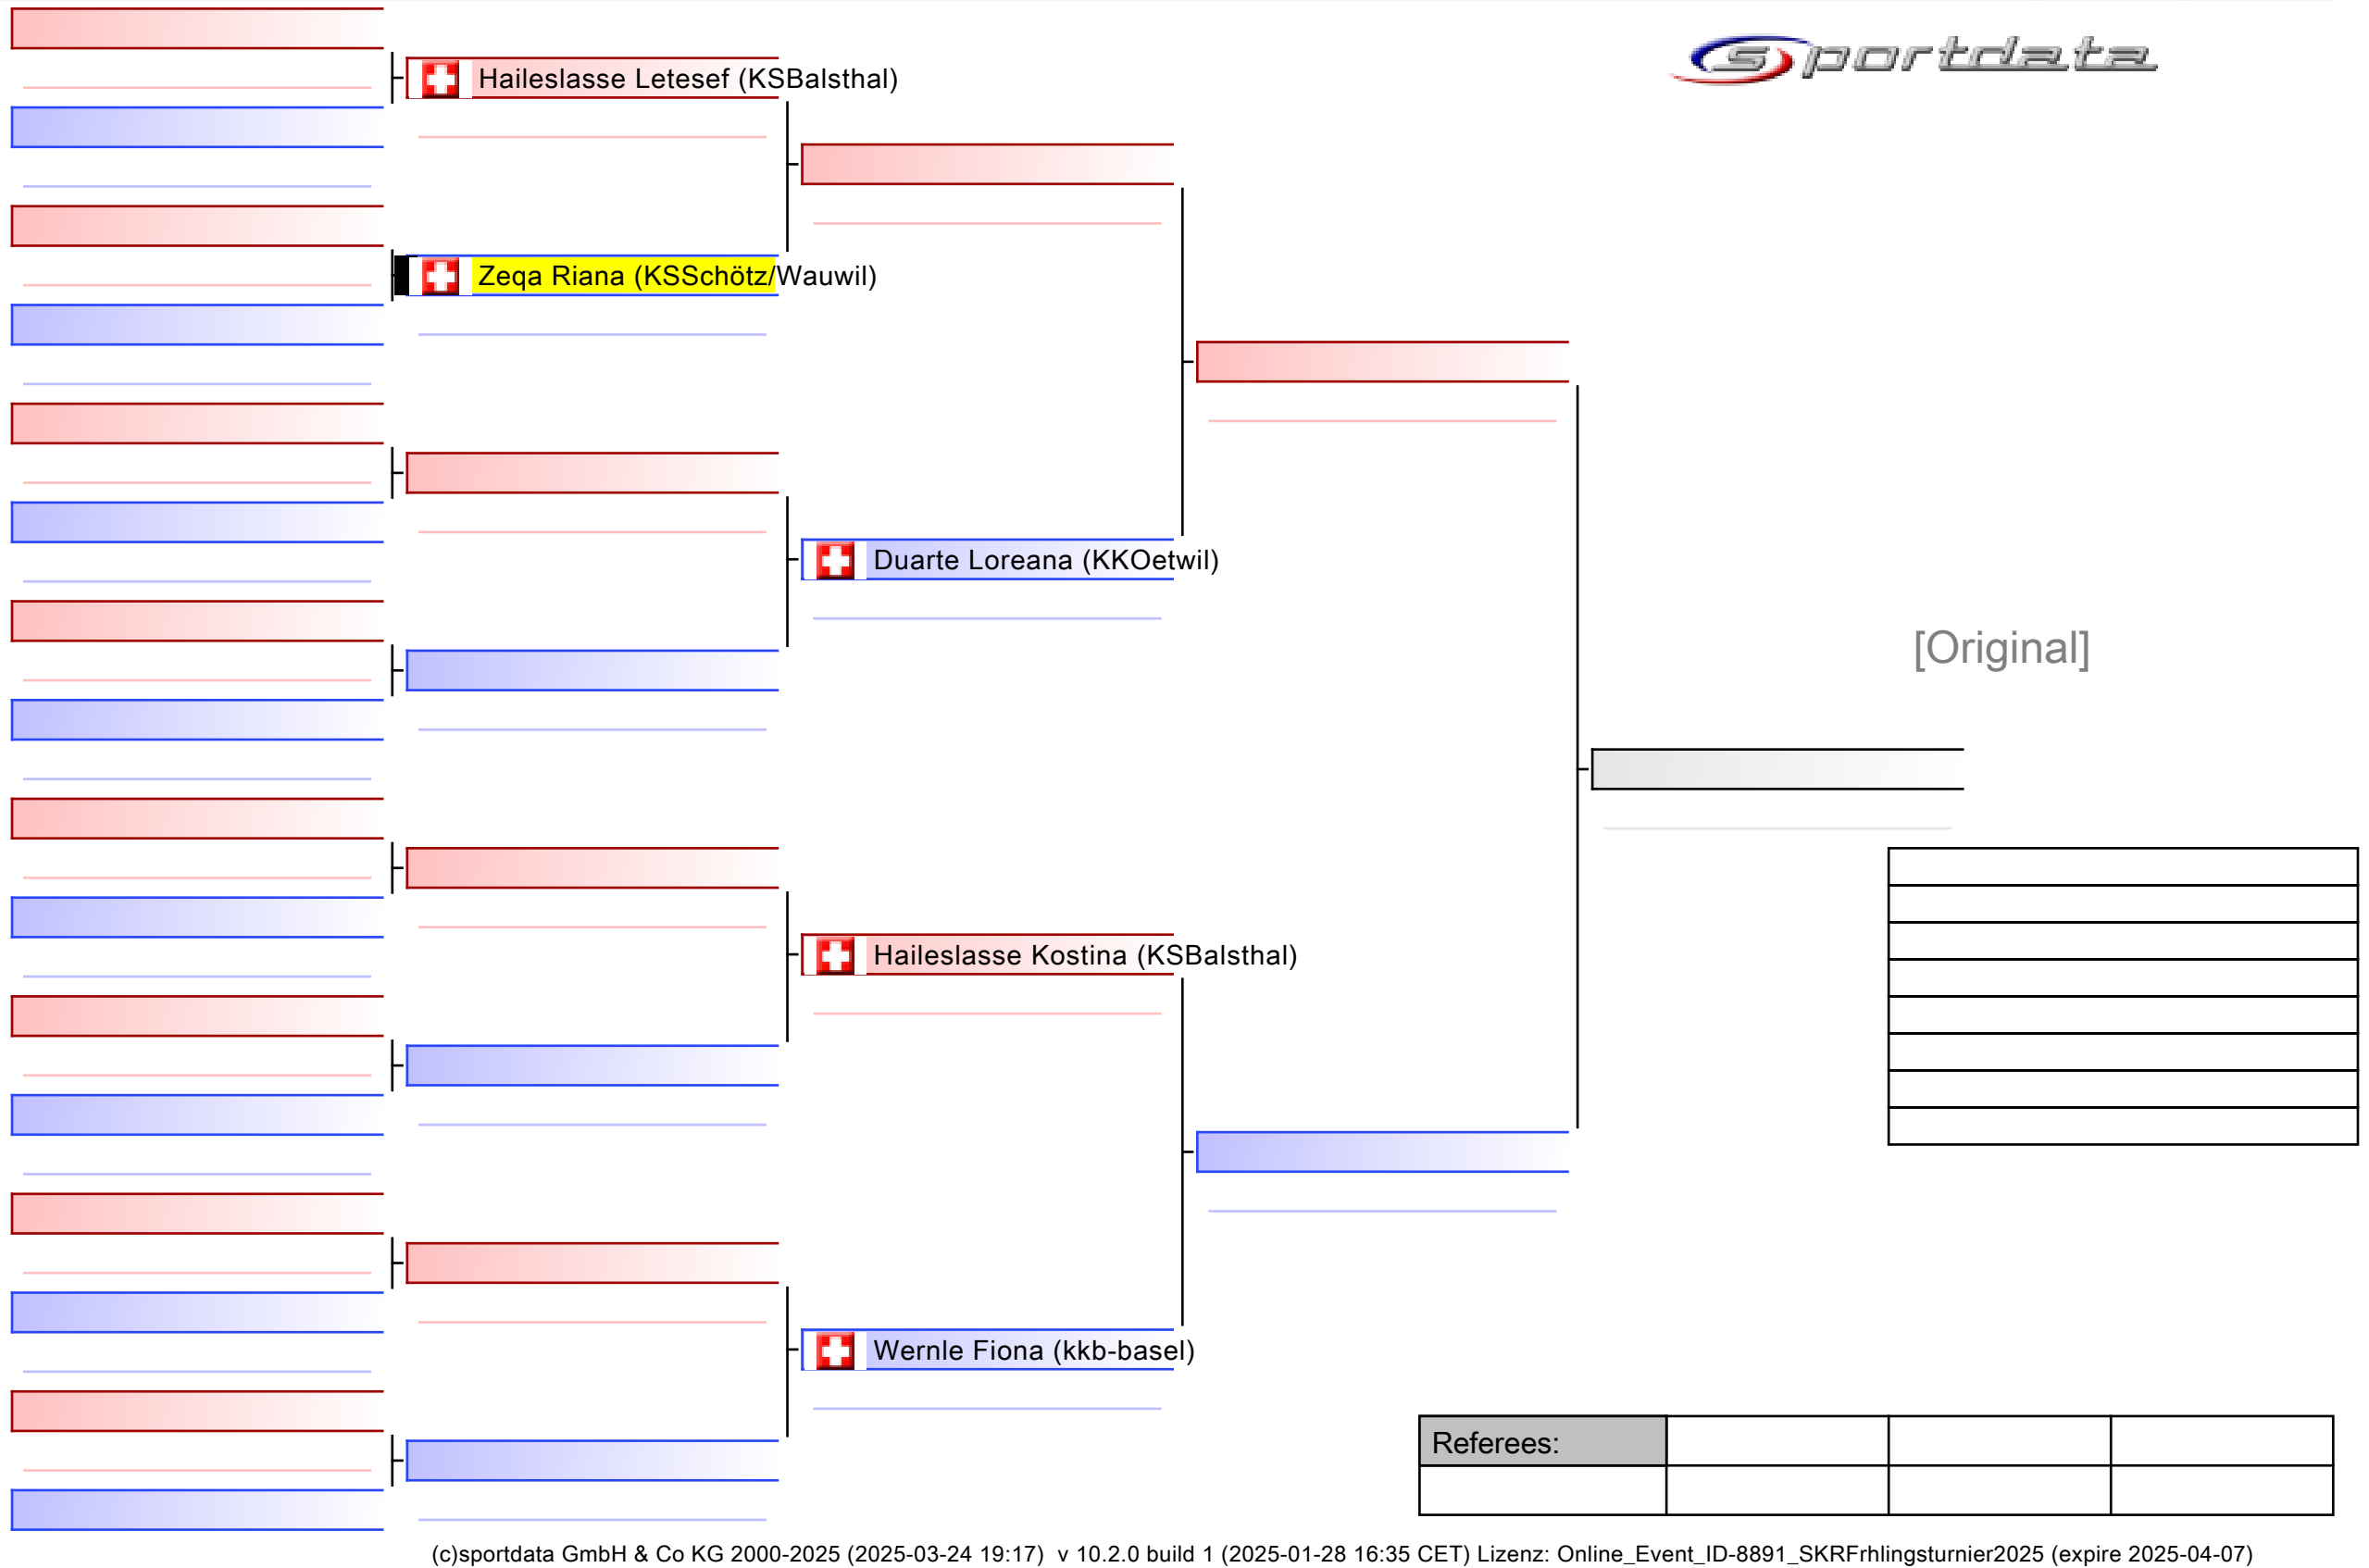 sportdata
Haileslasse Letesef (KSBalsthal)
Zeqa Riana (KSSchötz/Wauwil)
Duarte Loreana (KKOetwil)
[Original]
Haileslasse Kostina (KSBalsthal)
Wernle Fiona (kkb-basel)
Referees:
(c)sportdata GmbH & Co KG 2000-2025 (2025-03-24 19:17) v 10.2.0 build 1 (2025-01-28 16:35 CET) Lizenz: Online_Event_ID-8891_SKRFrhlingsturnier2025 (expire 2025-04-07)